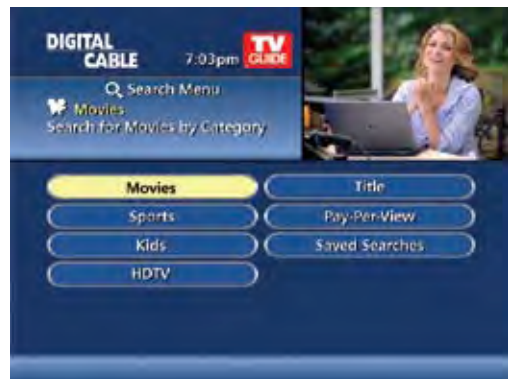 DIGITAL
CABLE
7:03pm
TV
GUIDE
Search Menu
Movies
Search for Movies by Category
Movies
Title
Sports
Pay-Per-View
Kids
Saved Searches
HDTV